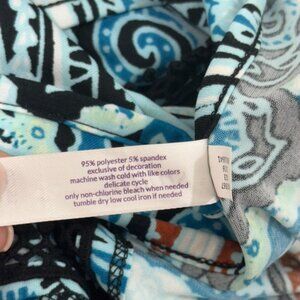 95% polyester 5% spandex
exclusive of decoration
machine wash cold with like colors
delicate cycle
only non-chlorine bleach when needed
tumble dry low cool iron if needed